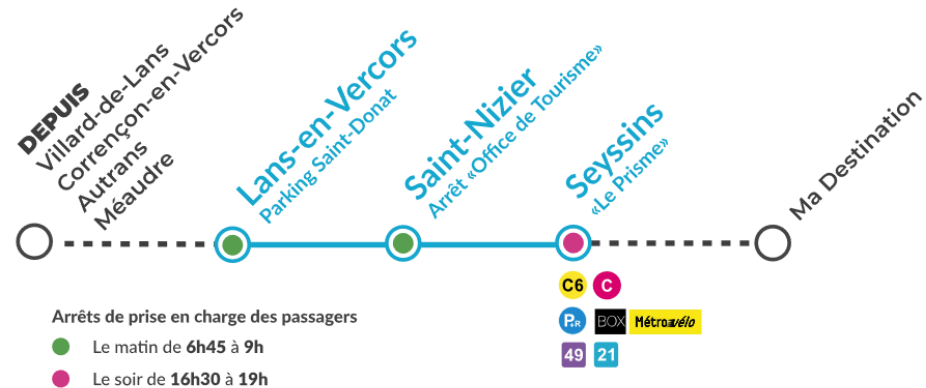 DEPUIS
Villard-de-Lans
Corrençon-en-Vercors
Autrans
Méaudre
Lans-en-Vercors
Parking Saint-Donat
Saint-Nizier
Arrêt «Office de Tourisme»
Seyssins
«Le Prisme»
Ma Destination
C6 C
P+R BOX Métrovélo
49 21
Arrêts de prise en charge des passagers
Le matin de 6h45 à 9h
Le soir de 16h30 à 19h